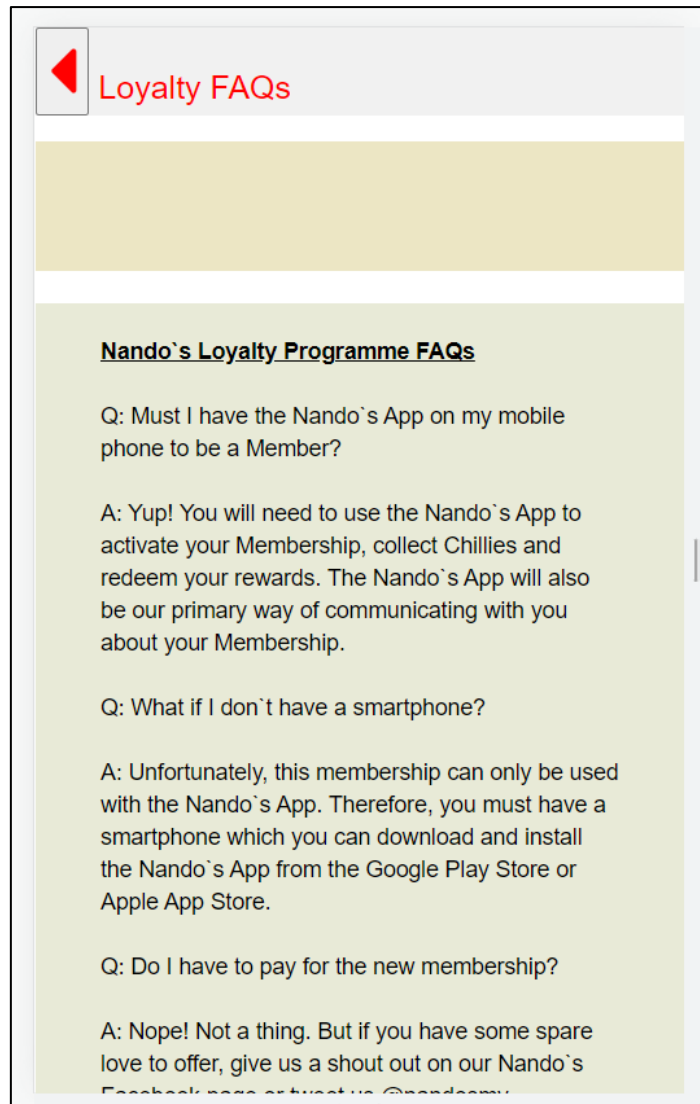 Loyalty FAQs
Nando`s Loyalty Programme FAQs
Q: Must I have the Nando`s App on my mobile
phone to be a Member?
A: Yup! You will need to use the Nando`s App to
activate your Membership, collect Chillies and
redeem your rewards. The Nando`s App will also
be our primary way of communicating with you
about your Membership.
Q: What if I don`t have a smartphone?
A: Unfortunately, this membership can only be used
with the Nando`s App. Therefore, you must have a
smartphone which you can download and install
the Nando`s App from the Google Play Store or
Apple App Store.
Q: Do I have to pay for the new membership?
A: Nope! Not a thing. But if you have some spare
love to offer, give us a shout out on our Nando`s
Facebook page or tweet us @nandosmy